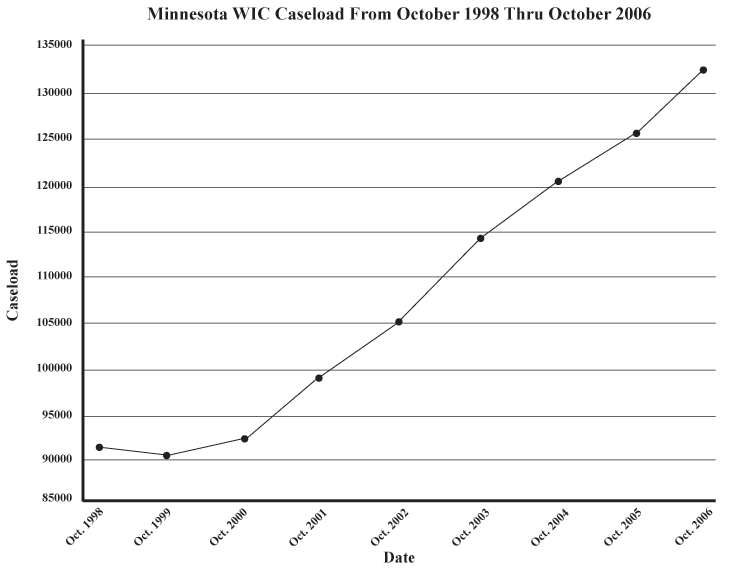 Minnesota WIC Caseload From October 1998 Thru October 2006
135000
130000
125000
120000
115000
110000
105000
100000
95000
90000
85000
Caseload
Oct. 1998
Oct. 1999
Oct. 2000
Oct. 2001
Oct. 2002
Oct. 2003
Oct. 2004
Oct. 2005
Oct. 2006
Date